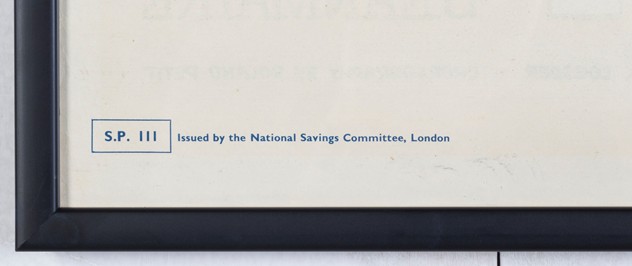 S.P. 111 Issued by the National Savings Committee, London